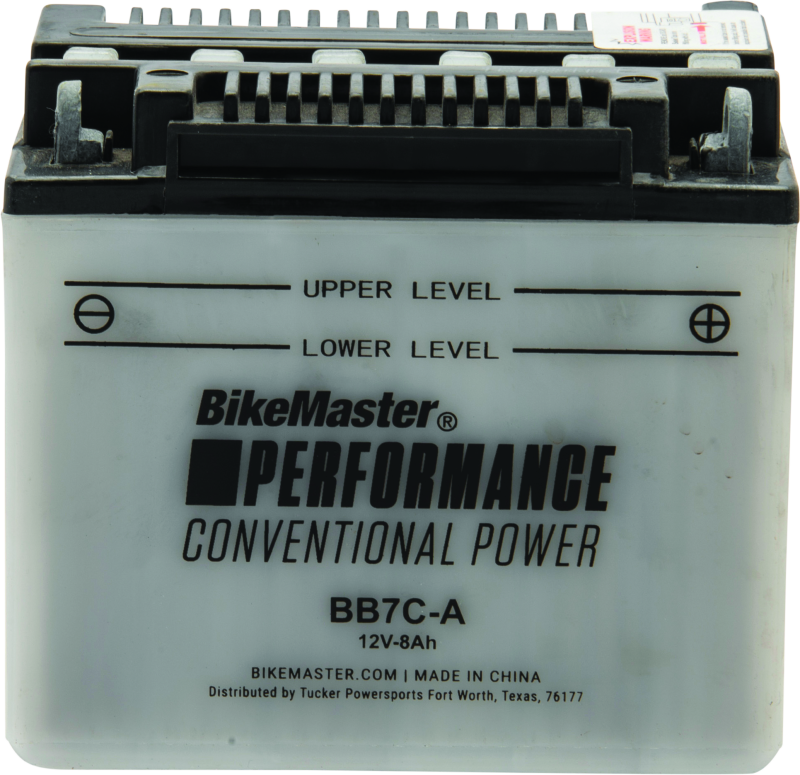 UPPER LEVEL
LOWER LEVEL
BikeMaster®
PERFORMANCE
CONVENTIONAL POWER
BB7C-A
12V-8Ah
BIKEMASTER.COM | MADE IN CHINA
Distributed by Tucker Powersports Fort Worth, Texas, 76177